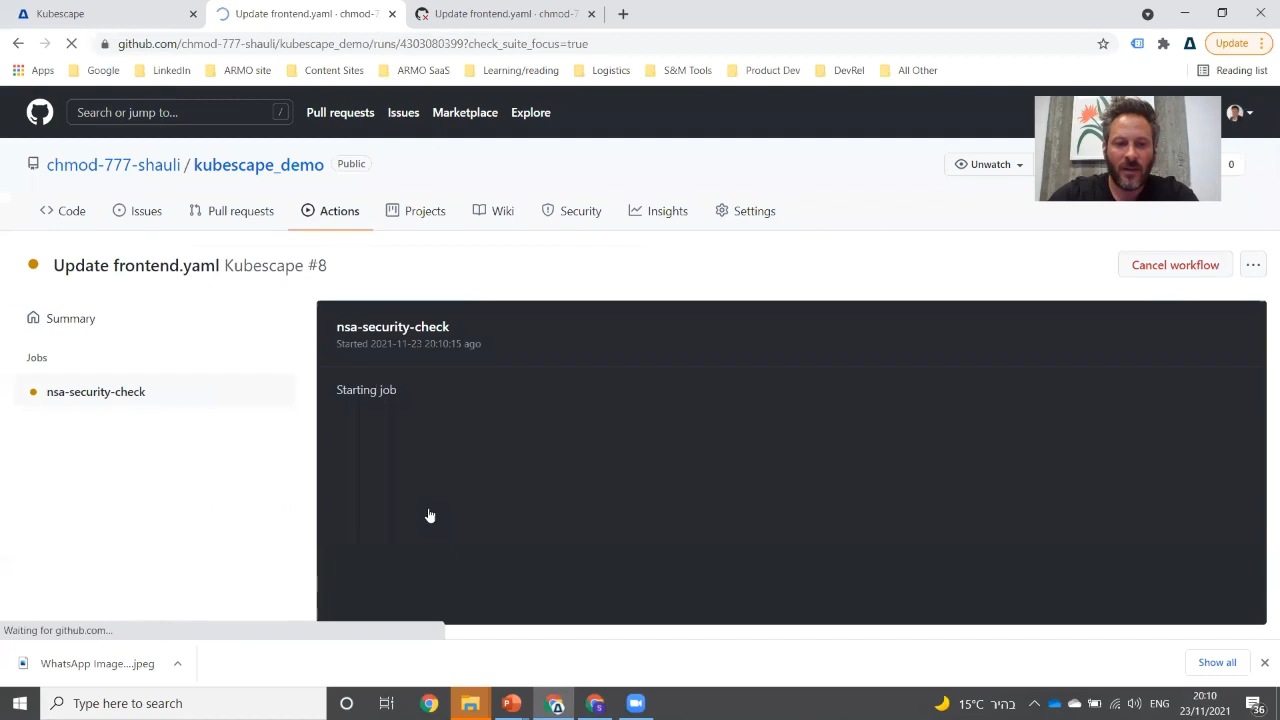 Kubescape
Update frontend.yaml · chmod-7
Update frontend.yaml · chmod-7
github.com/chmod-777-shauli/kubescape_demo/runs/4303080399?check_suite_focus=true
Update
Apps
Google
LinkedIn
ARMO site
Content Sites
ARMO SaaS
Learning/reading
Logistics
S&M Tools
Product Dev
DevRel
All Other
Reading list
Search or jump to...
/
Pull requests
Issues
Marketplace
Explore
chmod-777-shauli / kubescape_demo
Public
Unwatch
0
Code
Issues
Pull requests
Actions
Projects
Wiki
Security
Insights
Settings
Update frontend.yaml Kubescape #8
Cancel workflow
Summary
nsa-security-check
Started 2021-11-23 20:10:15 ago
Jobs
nsa-security-check
Starting job
Waiting for github.com...
WhatsApp Image....jpeg
Show all
Type here to search
15°C בהיר
ENG
20:10
23/11/2021
36